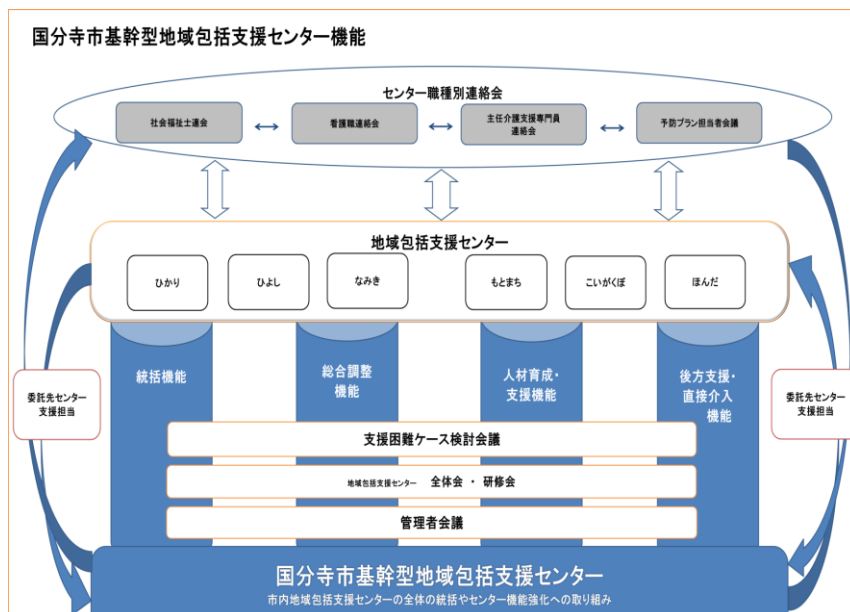 国分寺市基幹型地域包括支援センター機能
センター職種別連絡会
社会福祉士連会
看護職連絡会
主任介護支援専門員
連絡会
予防プラン担当者会議
地域包括支援センター
ひかり
ひよし
なみき
もとまち
こいがくぼ
ほんだ
統括機能
総合調整
機能
人材育成・
支援機能
後方支援・
直接介入
機能
委託先センター
支援担当
委託先センター
支援担当
支援困難ケース検討会議
地域包括支援センター 全体会 ・ 研修会
管理者会議
国分寺市基幹型地域包括支援センター
市内地域包括支援センターの全体の統括やセンター機能強化への取り組み